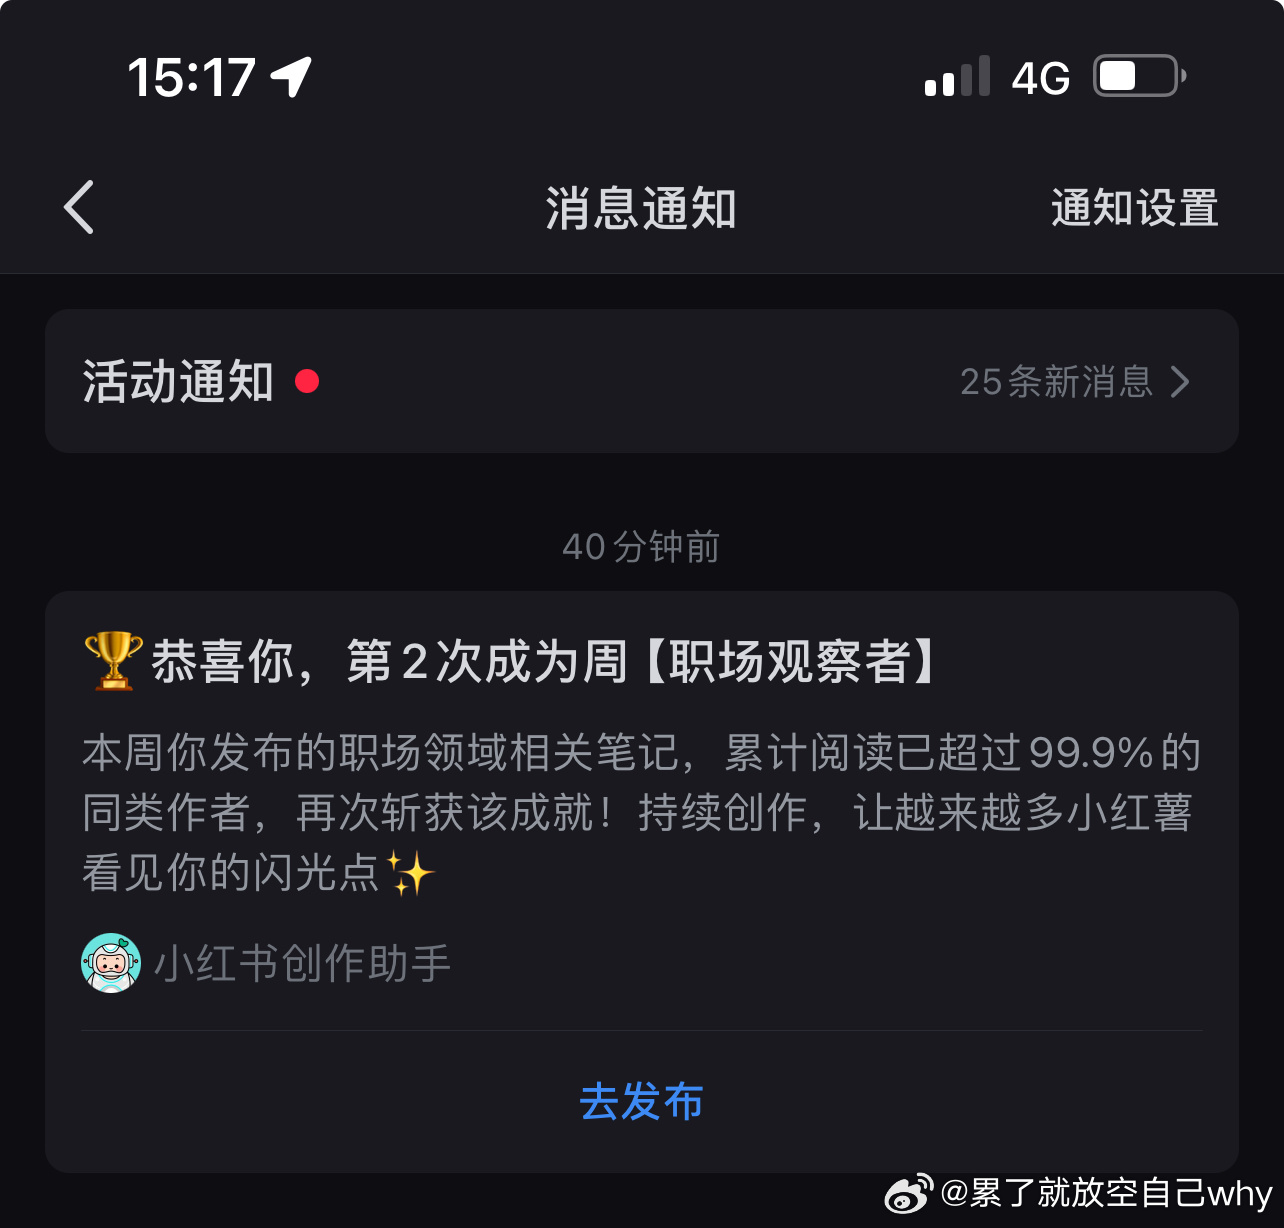 15:17
4G
消息通知
通知设置
活动通知
25条新消息
40分钟前
恭喜你，第2次成为周【职场观察者】
本周你发布的职场领域相关笔记，累计阅读已超过99.9%的
同类作者，再次斩获该成就！持续创作，让越来越多小红薯
看见你的闪光点✨
小红书创作助手
去发布
@累了就放空自己why